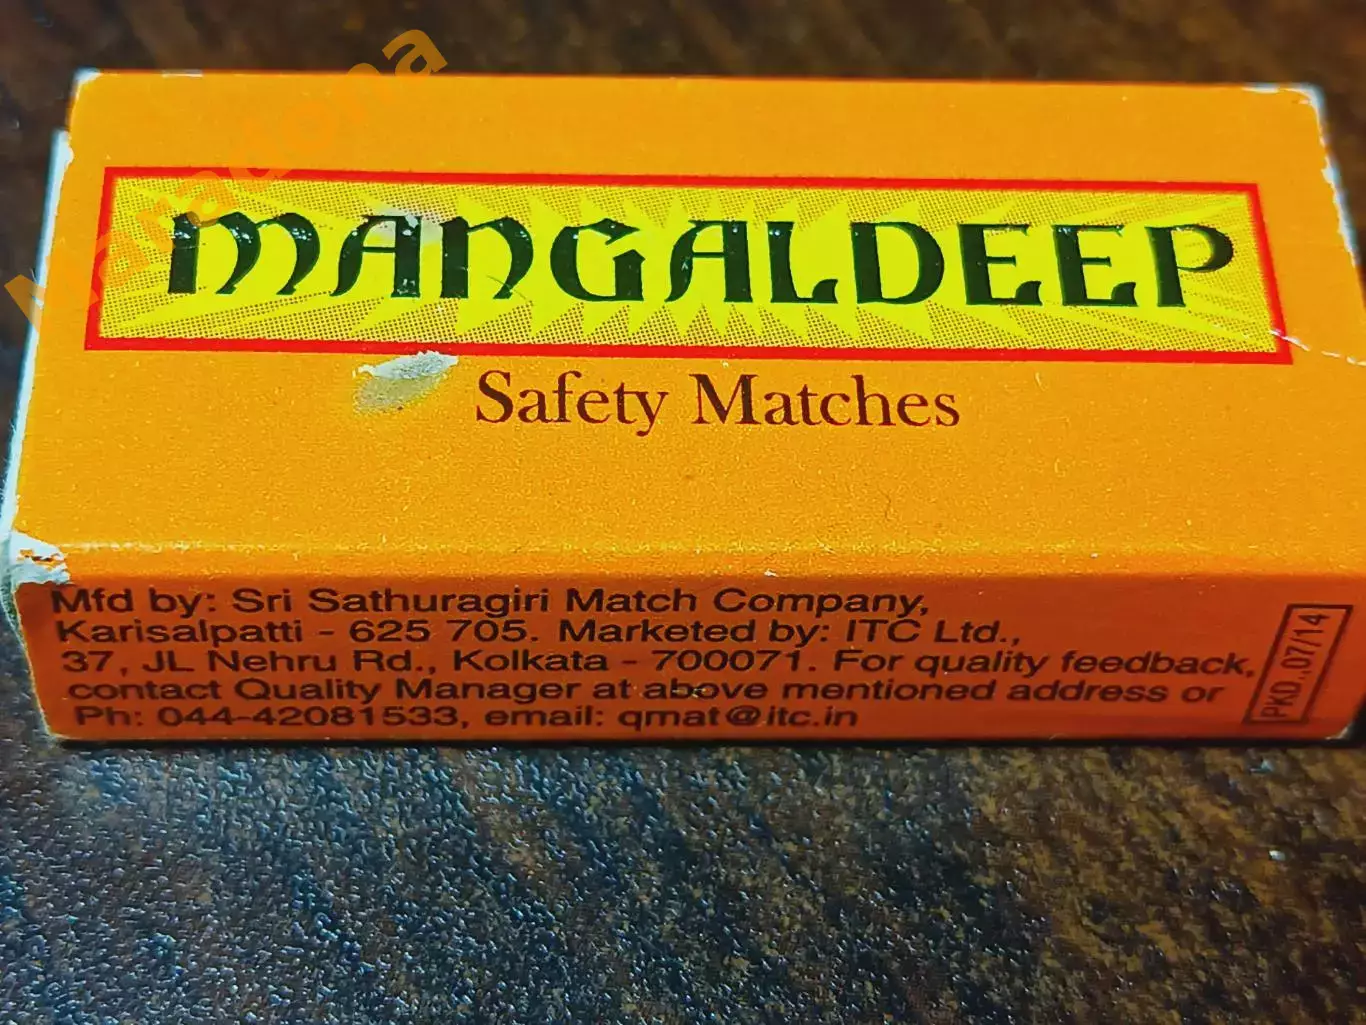 Manadona
MANGALDEEP
Safety Matches
Mfd by: Sri Sathuragiri Match Company,
Karisalpatti - 625 705. Marketed by: ITC Ltd.,
37, JL Nehru Rd., Kolkata - 700071. For quality feedback,
contact Quality Manager at above mentioned address or
Ph: 044-42081533, email: qmat@itc.in
PKD.,07/14